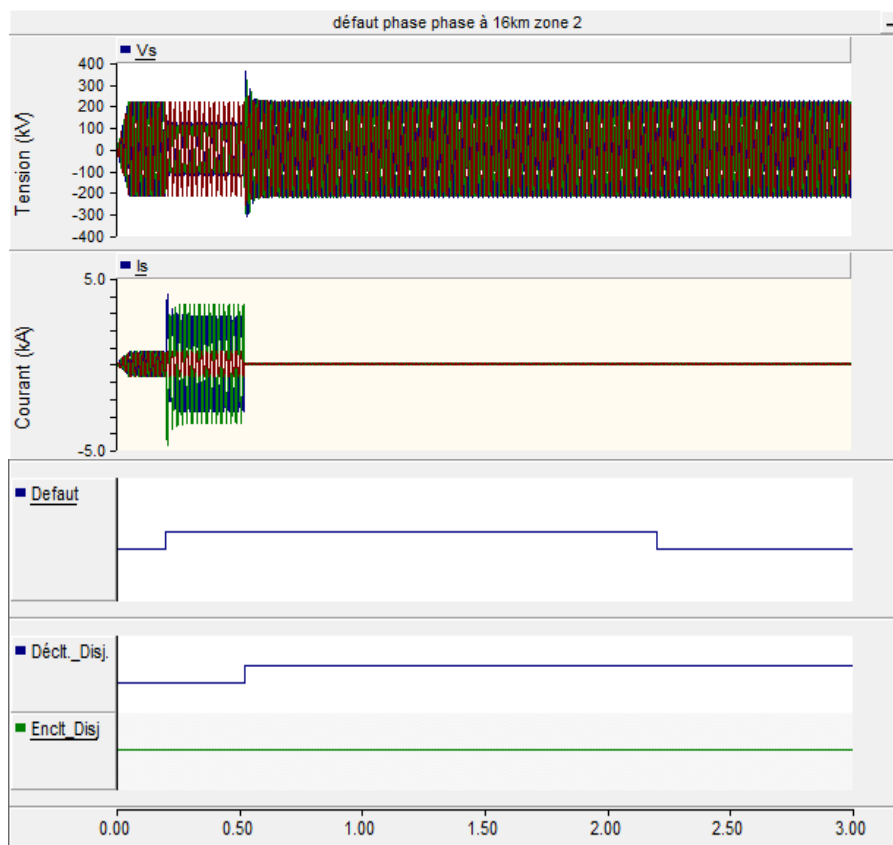 défaut phase phase à 16km zone 2
Vs
400
300
200
100
0
-100
-200
-300
-400
Tension (kV)
Is
5.0
-5.0
Courant (kA)
Defaut
Déclt._Disj.
Enclt_Disj
0.00 0.50 1.00 1.50 2.00 2.50 3.00